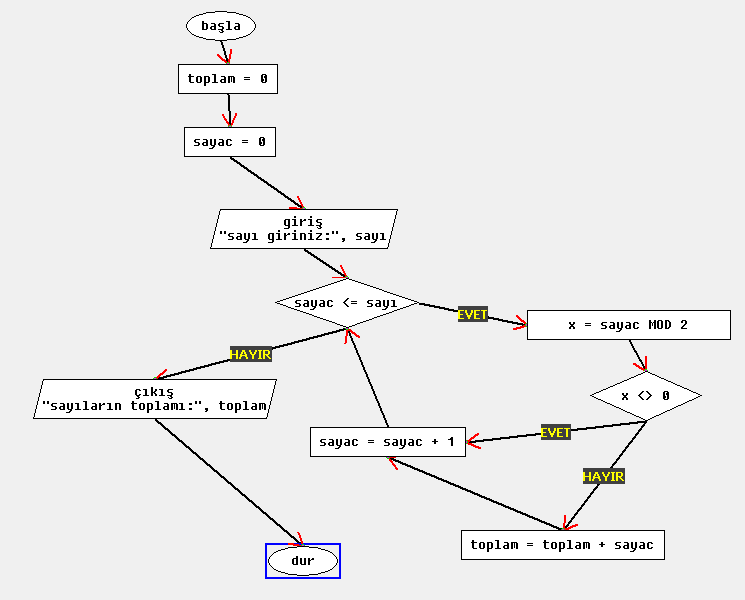 başla
toplam = 0
sayac = 0
giriş
"sayı giriniz:", sayı
sayac <= sayı
EVET
x = sayac MOD 2
HAYIR
x <> 0
çıkış
"sayıların toplamı:", toplam
EVET
sayac = sayac + 1
HAYIR
toplam = toplam + sayac
dur